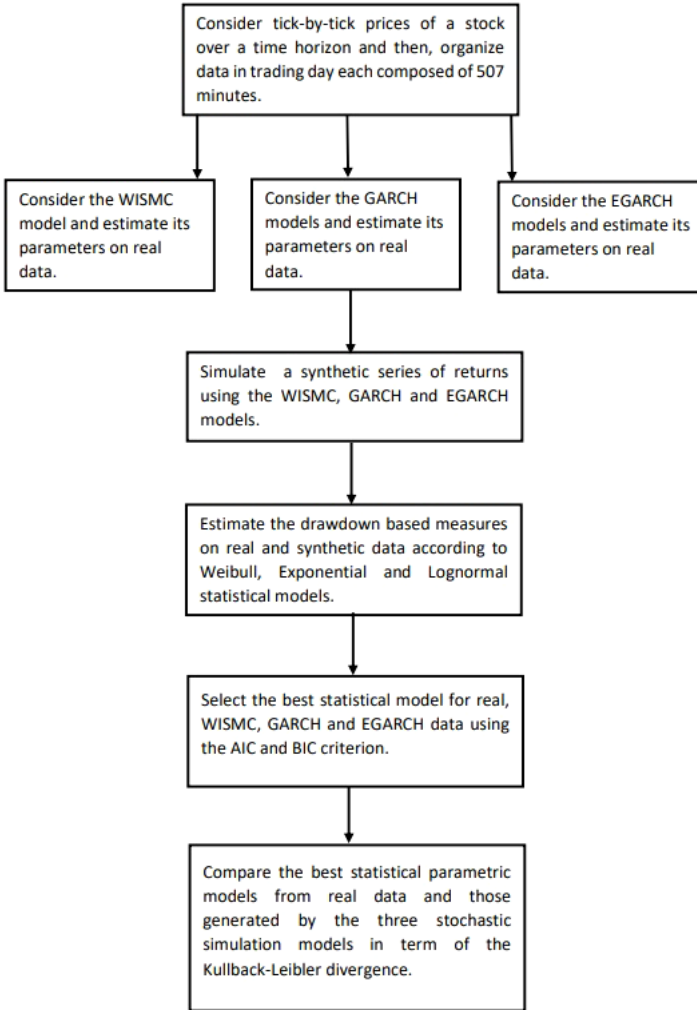 Consider tick-by-tick prices of a stock
over a time horizon and then, organize
data in trading day each composed of 507
minutes.
Consider the WISMC
model and estimate its
parameters on real
data.
Consider the GARCH
models and estimate its
parameters on real
data.
Consider the EGARCH
models and estimate its
parameters on real
data.
Simulate a synthetic series of returns
using the WISMC, GARCH and EGARCH
models.
Estimate the drawdown based measures
on real and synthetic data according to
Weibull, Exponential and Lognormal
statistical models.
Select the best statistical model for real,
WISMC, GARCH and EGARCH data using
the AIC and BIC criterion.
Compare the best statistical parametric
models from real data and those
generated by the three stochastic
simulation models in term of the
Kullback-Leibler divergence.